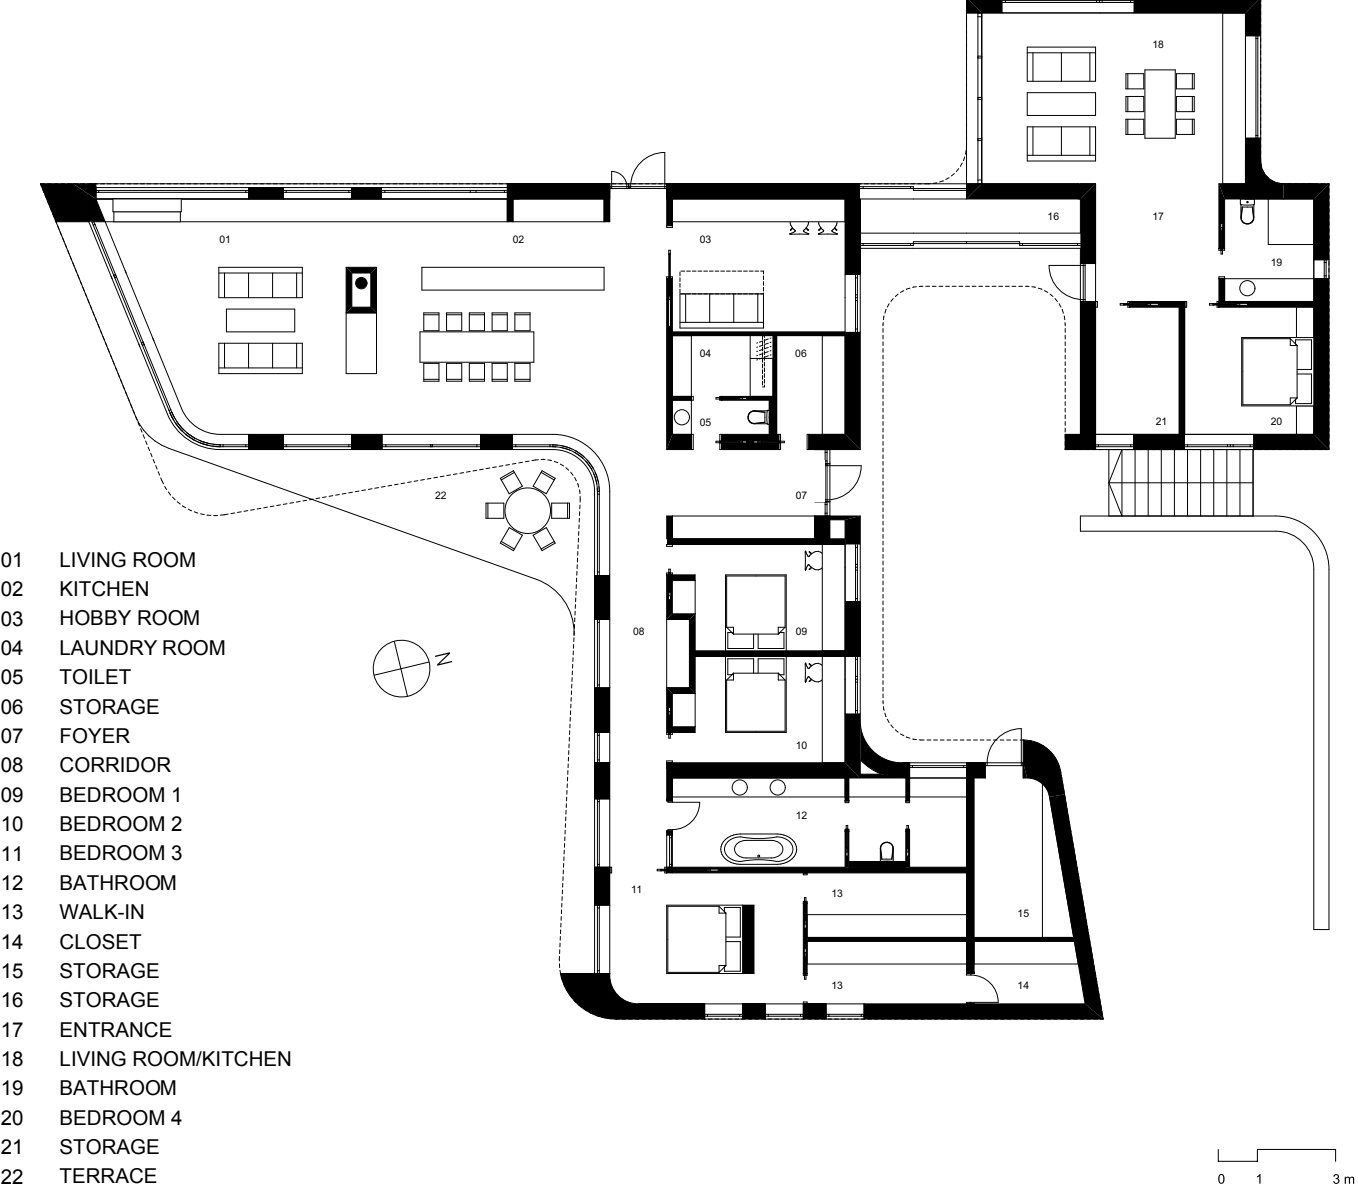 18
16
17
01
02
03
19
04
06
05
21
20
22
07
01 LIVING ROOM
02 KITCHEN
03 HOBBY ROOM
04 LAUNDRY ROOM
05 TOILET
06 STORAGE
07 FOYER
08 CORRIDOR
09 BEDROOM 1
10 BEDROOM 2
11 BEDROOM 3
12 BATHROOM
13 WALK-IN
14 CLOSET
15 STORAGE
16 STORAGE
17 ENTRANCE
18 LIVING ROOM/KITCHEN
19 BATHROOM
20 BEDROOM 4
21 STORAGE
22 TERRACE
N
08
09
10
12
11
13
15
13
14
0 1 3 m